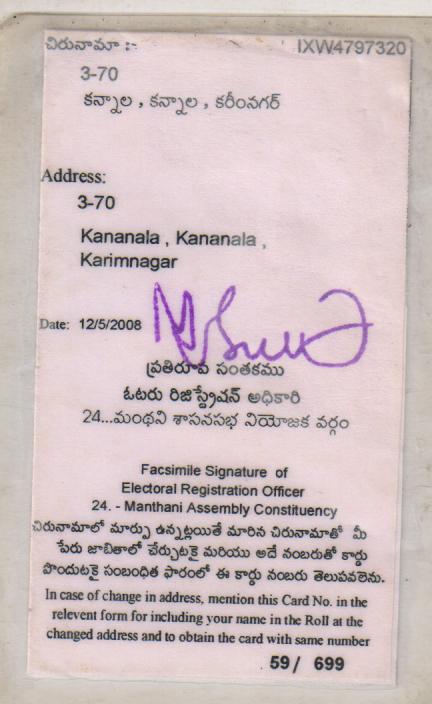 చిరునామా :- IXW4797320
3-70
కన్నాల , కన్నాల , కరీంనగర్
Address:
3-70
Kananala , Kananala ,
Karimnagar
Date: 12/5/2008
ప్రతిరూప సంతకము
ఓటరు రిజిస్ట్రేషన్ అధికారి
24...మంథని శాసనసభ నియోజక వర్గం
Facsimile Signature of
Electoral Registration Officer
24. - Manthani Assembly Constituency
చిరునామాలో మార్పు ఉన్నట్లయితే మారిన చిరునామాతో మీ
పేరు జాబితాలో చేర్చుటకై మరియు అదే నంబరుతో కార్డు
పొందుటకై సంబంధిత ఫారంలో ఈ కార్డు నంబరు తెలుపవలెను.
In case of change in address, mention this Card No. in the
relevent form for including your name in the Roll at the
changed address and to obtain the card with same number
59 / 699